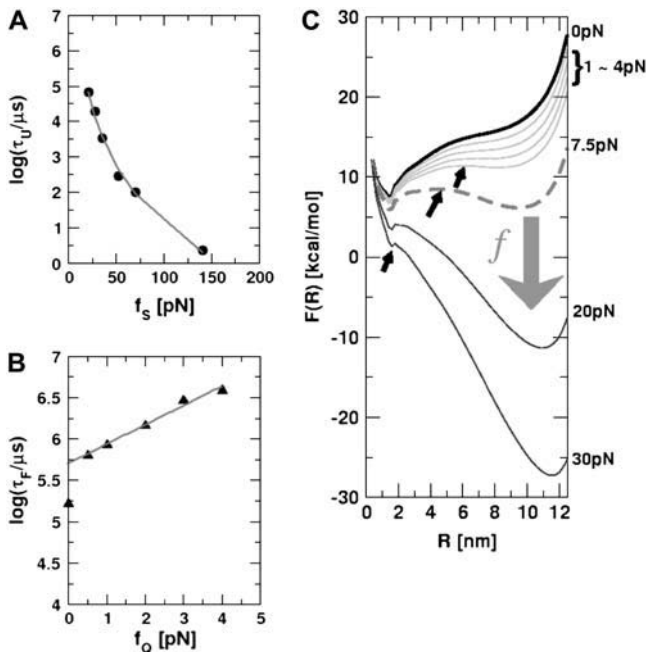 A
log(τU/μs)
7
6
5
4
3
2
1
0
0 50 100 150 200
fS [pN]
B
log(τF/μs)
7
6.5
6
5.5
5
4.5
4
0 1 2 3 4 5
fQ [pN]
C
F(R) [kcal/mol]
30
20
10
0
-10
-20
-30
0 2 4 6 8 10 12
R [nm]
0pN
} 1 ~ 4pN
7.5pN
f
20pN
30pN